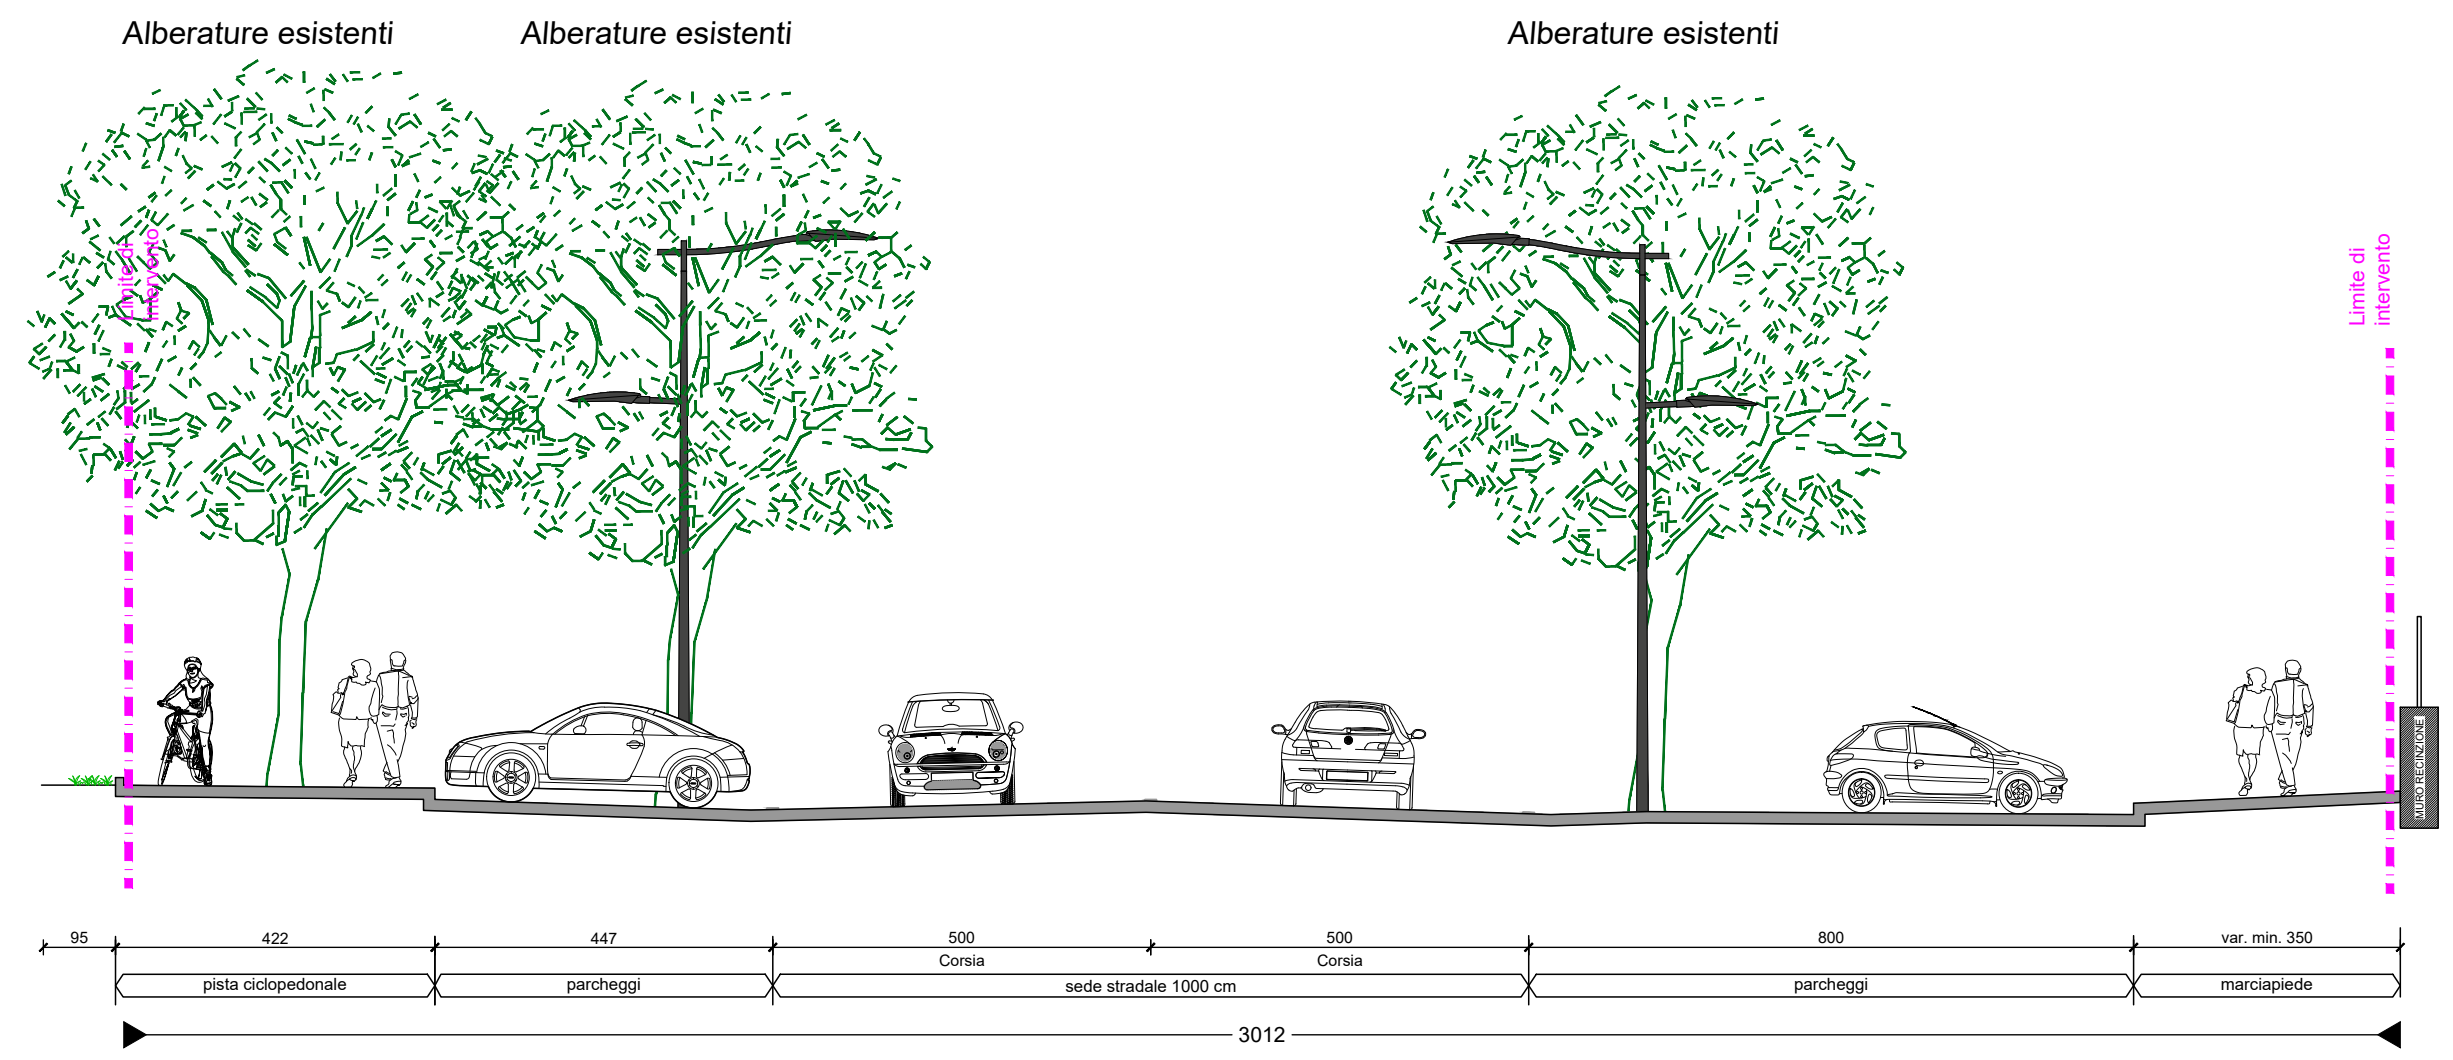 Alberature esistenti
Alberature esistenti
Alberature esistenti
Limite di
intervento
Limite di
intervento
MURO RECINZIONE
95
422
447
500
500
800
var. min. 350
Corsia
Corsia
pista ciclopedonale
parcheggi
sede stradale 1000 cm
parcheggi
marciapiede
3012